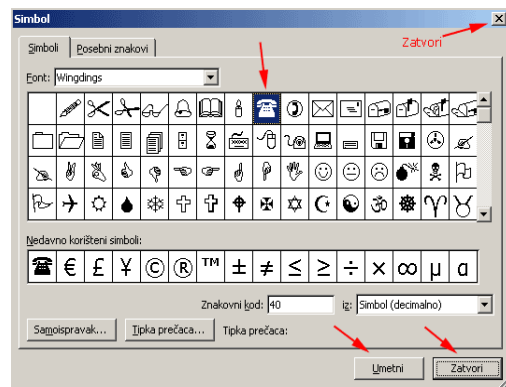 Simbol
Zatvori
Simboli Posebni znakovi
Font: Wingdings
Nedavno korišteni simboli:
☎ € £ ¥ © ® ™ ± ≠ ≤ ≥ ÷ × ∞ µ α
Znakovni kod: 40 iz: Simbol (decimalno)
Samoispravak... Tipka prečaca... Tipka prečaca:
Umetni Zatvori